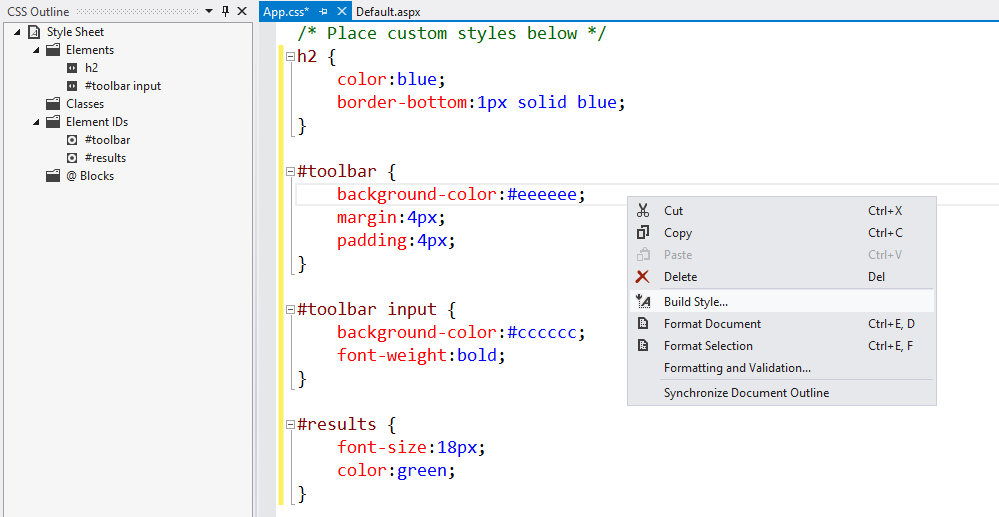 CSS Outline
Style Sheet
Elements
h2
#toolbar input
Classes
Element IDs
#toolbar
#results
@ Blocks
App.css* Default.aspx
/* Place custom styles below */
h2 {
color:blue;
border-bottom:1px solid blue;
}
#toolbar {
background-color:#eeeeee;
margin:4px;
padding:4px;
}
#toolbar input {
background-color:#cccccc;
font-weight:bold;
}
#results {
font-size:18px;
color:green;
}
Cut Ctrl+X
Copy Ctrl+C
Paste Ctrl+V
Delete Del
Build Style...
Format Document Ctrl+E, D
Format Selection Ctrl+E, F
Formatting and Validation...
Synchronize Document Outline